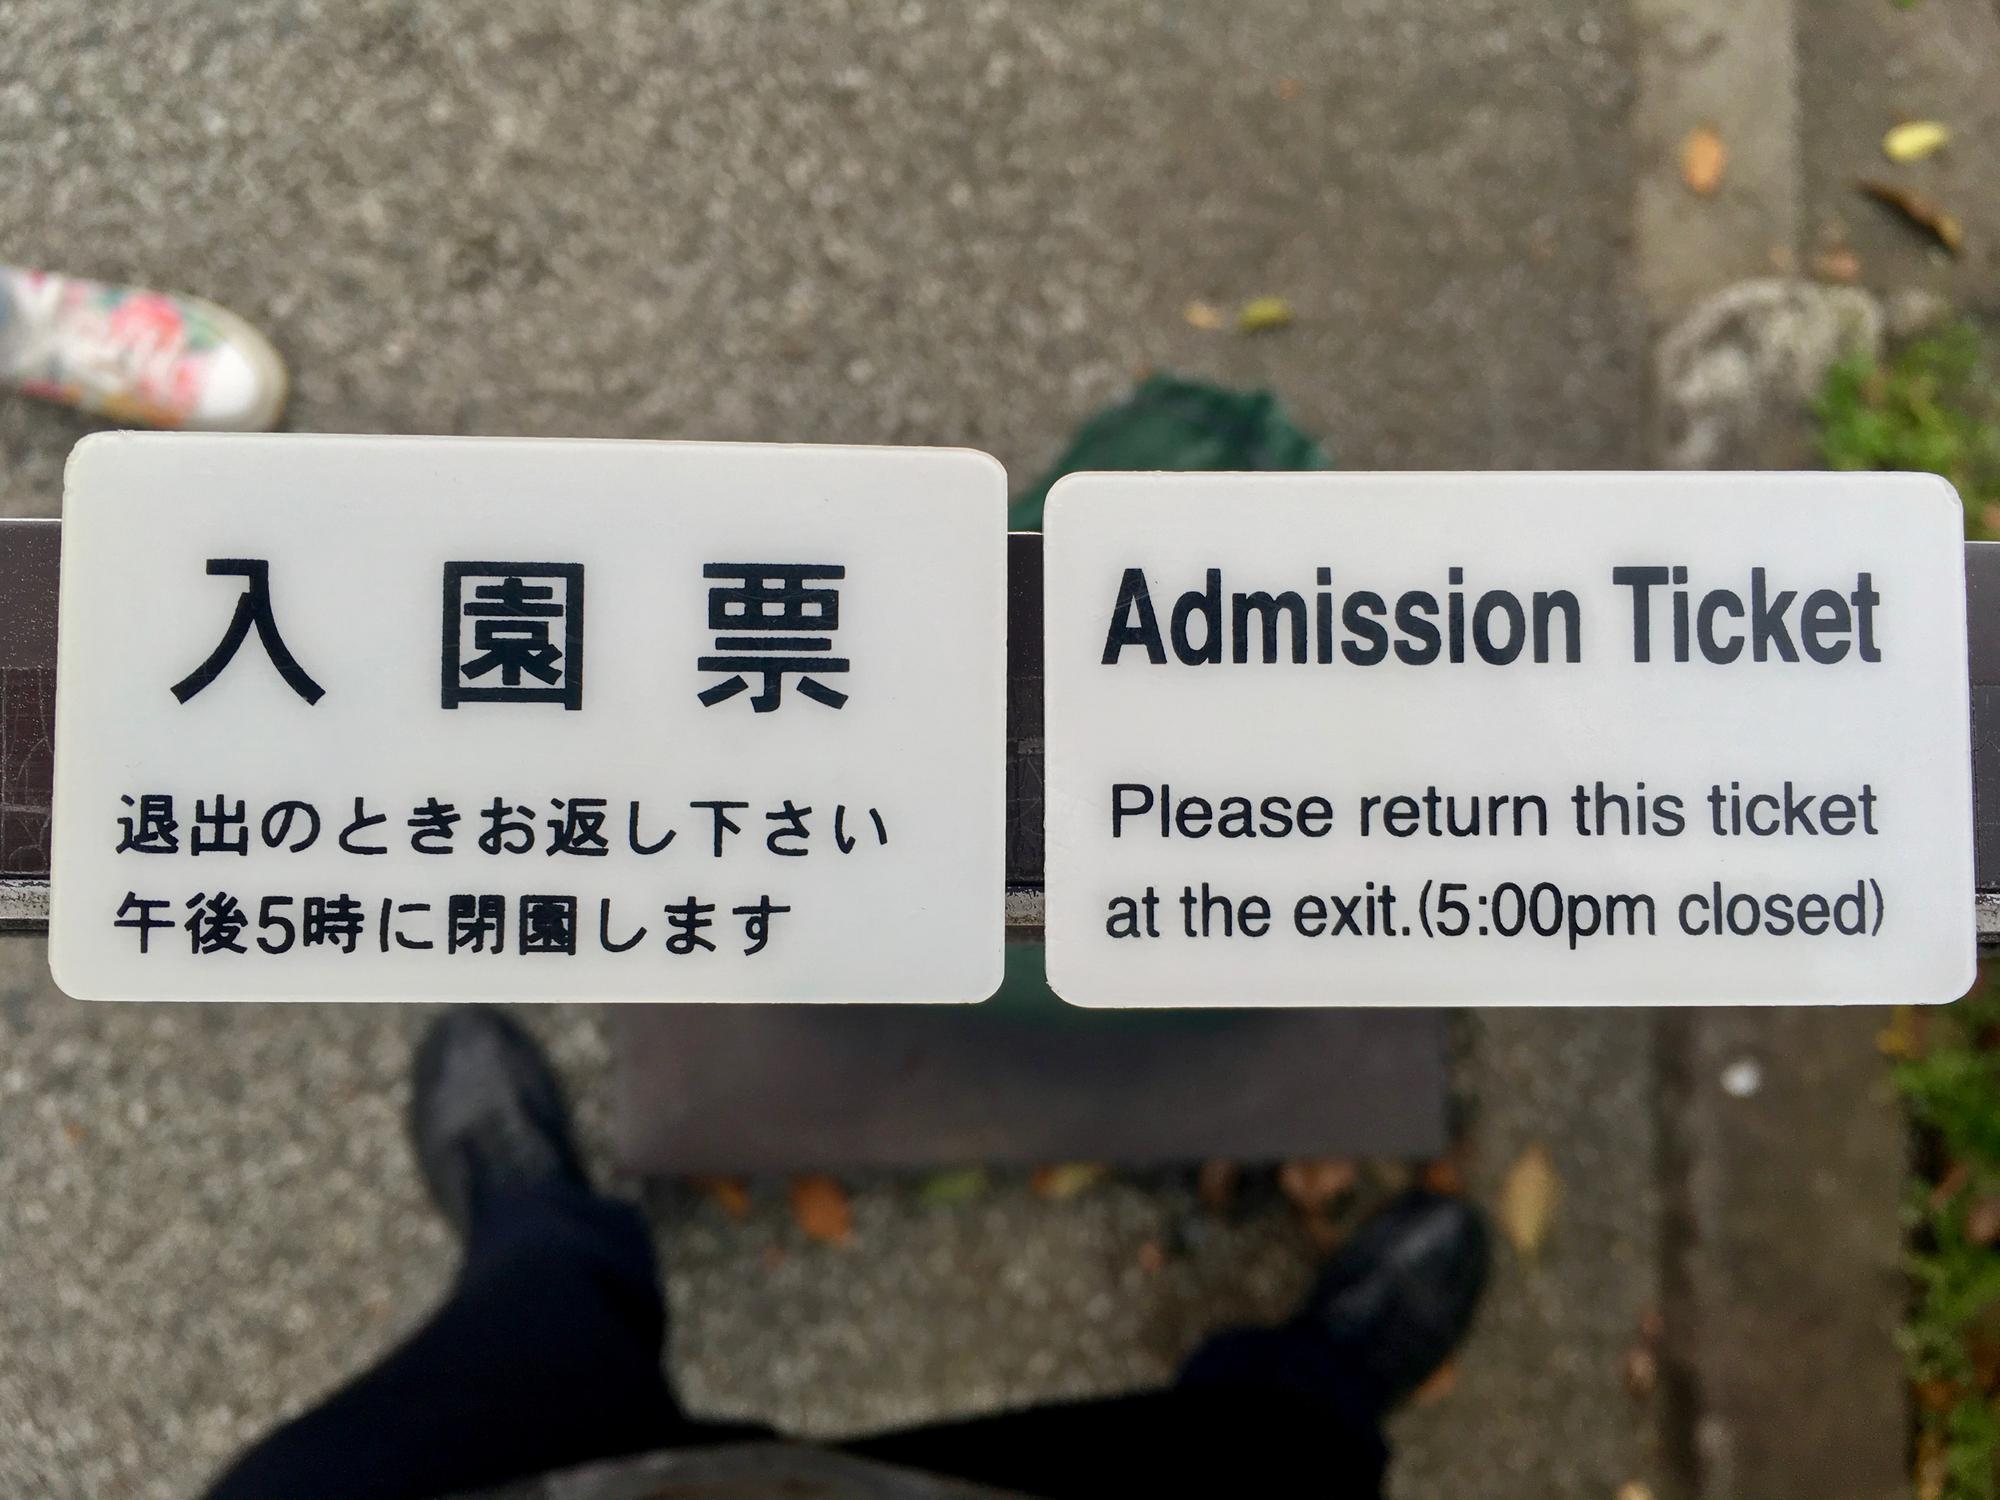 入園票
退出のときお返し下さい
午後5時に閉園します
Admission Ticket
Please return this ticket
at the exit.(5:00pm closed)